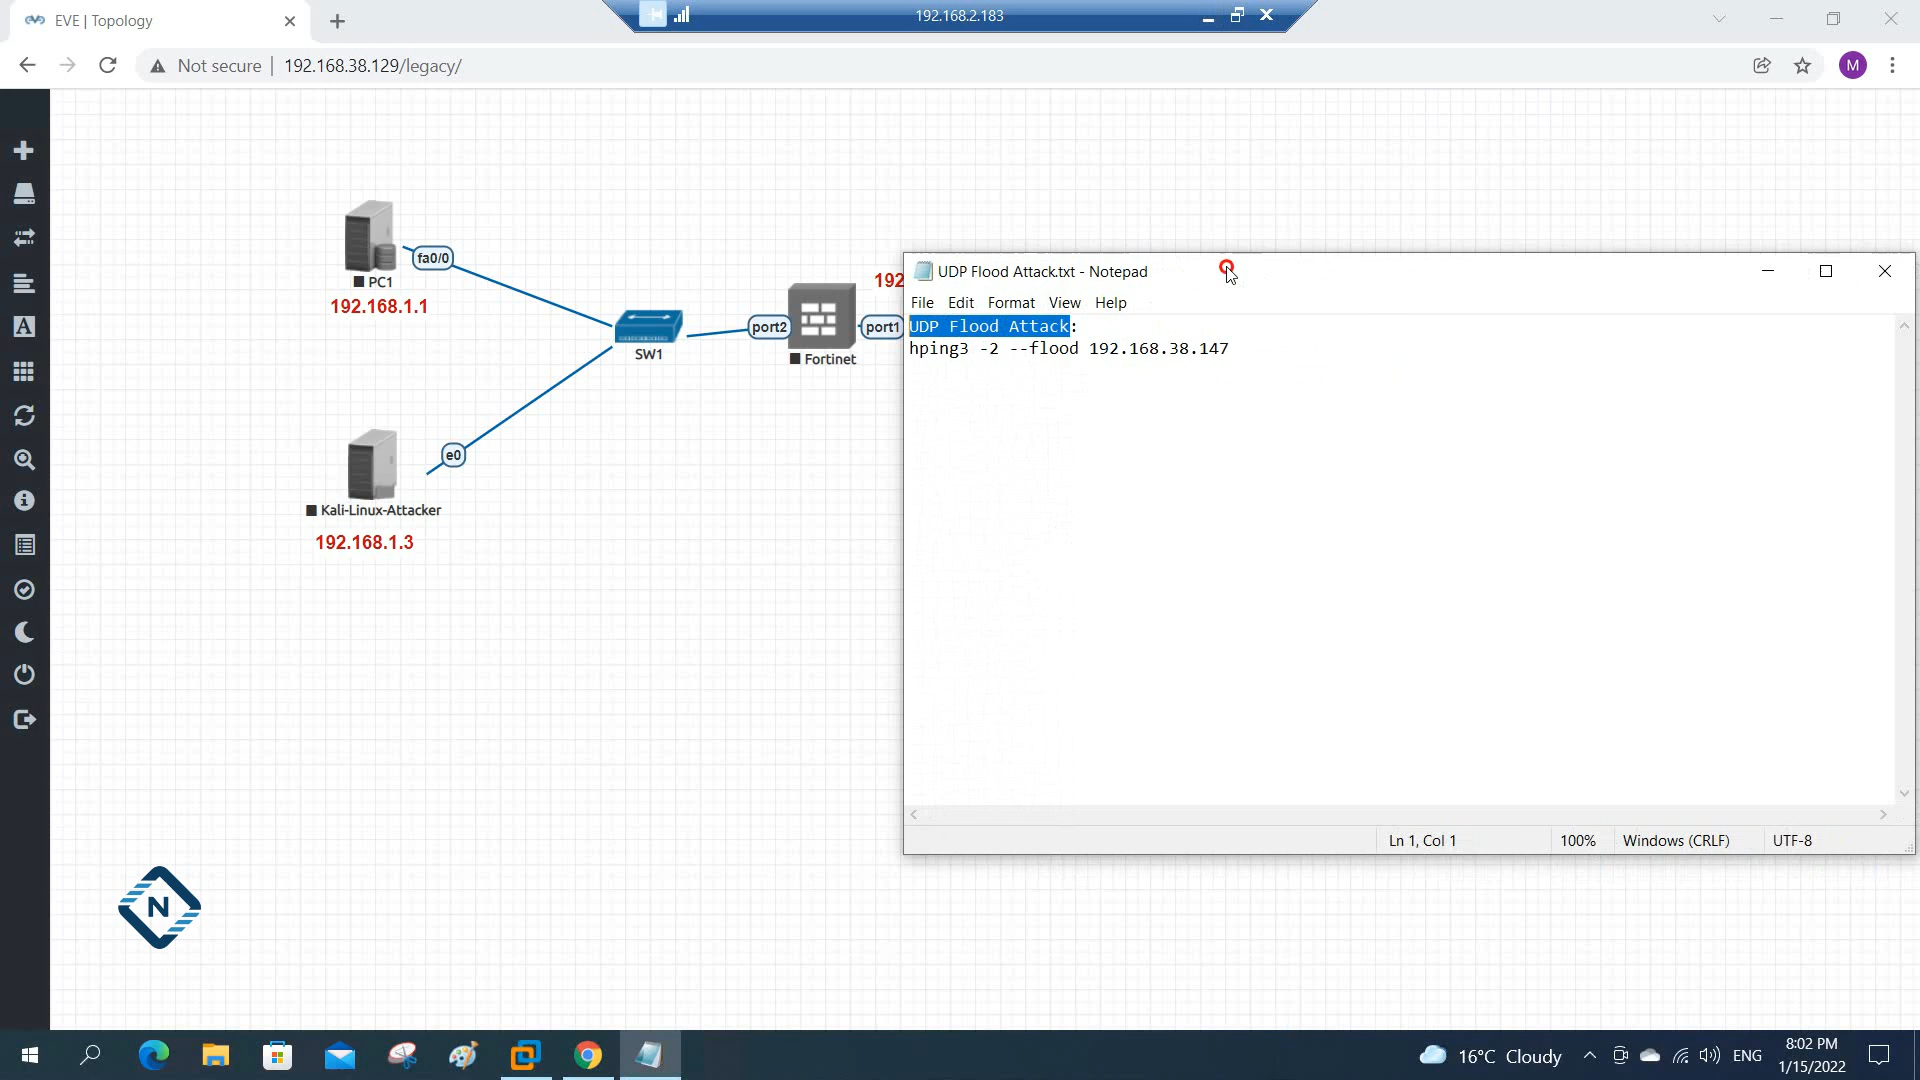 EVE | Topology
192.168.2.183
Not secure
192.168.38.129/legacy/
M
fa0/0
PC1
192.168.1.1
SW1
port2
port1
Fortinet
192
e0
Kali-Linux-Attacker
192.168.1.3
UDP Flood Attack.txt - Notepad
File Edit Format View Help
UDP Flood Attack:
hping3 -2 --flood 192.168.38.147
Ln 1, Col 1
100%
Windows (CRLF)
UTF-8
N
16°C Cloudy
ENG
8:02 PM
1/15/2022